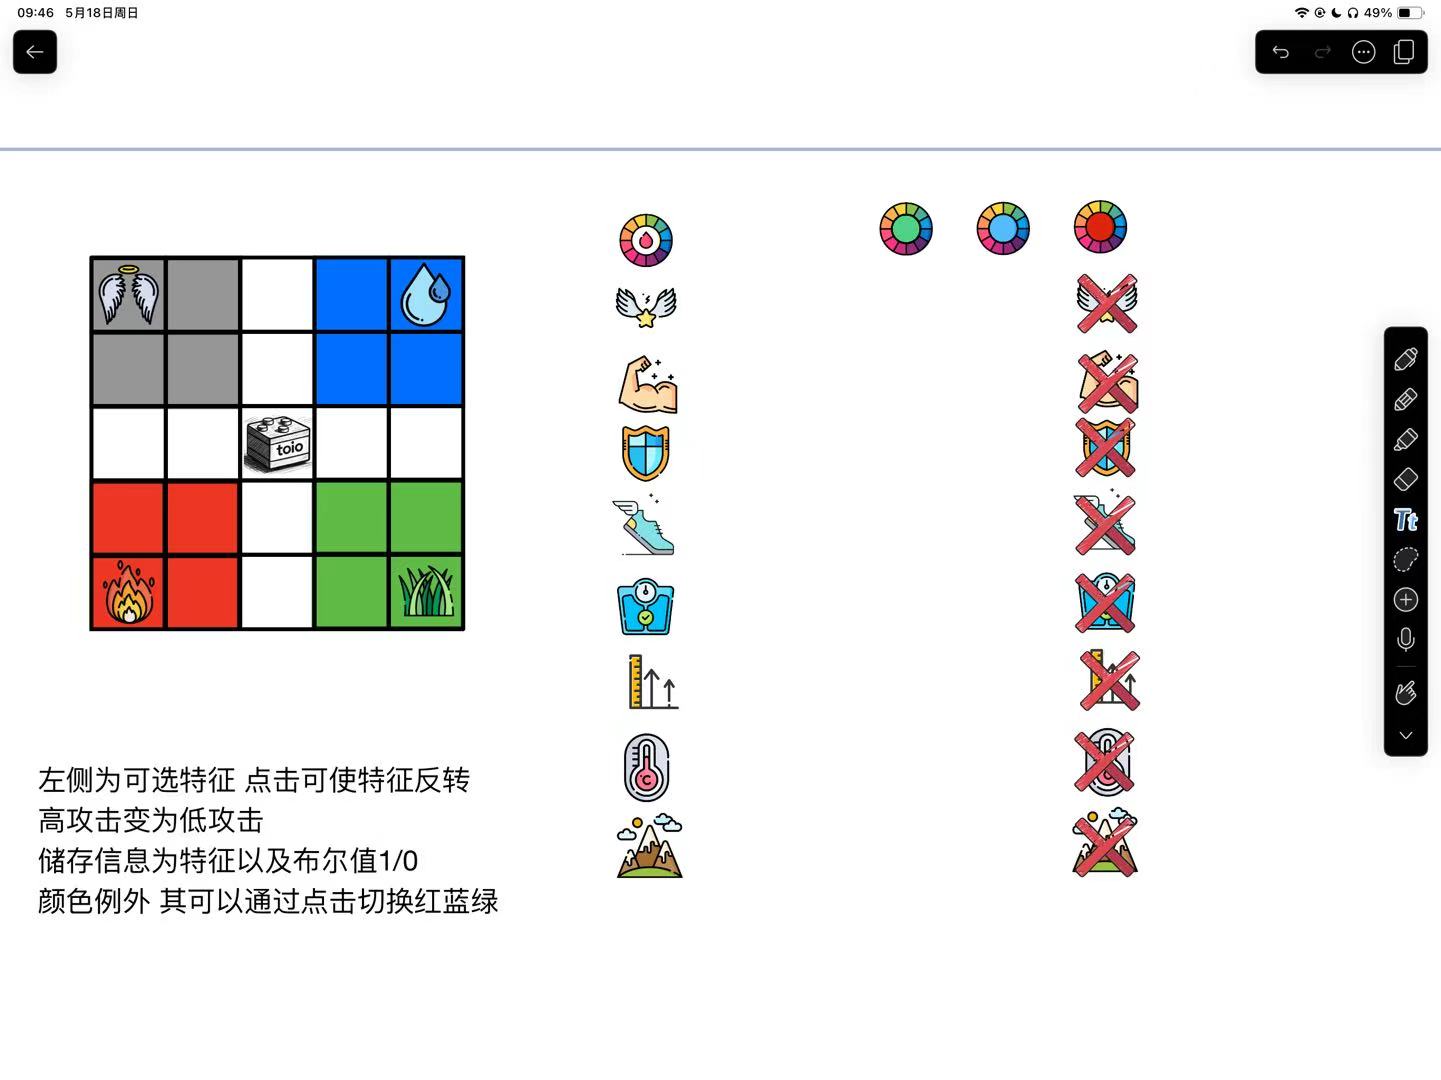 09:46 5月18日周日
49%
toio
Tt
C
左侧为可选特征 点击可使特征反转
高攻击变为低攻击
储存信息为特征以及布尔值1/0
颜色例外 其可以通过点击切换红蓝绿